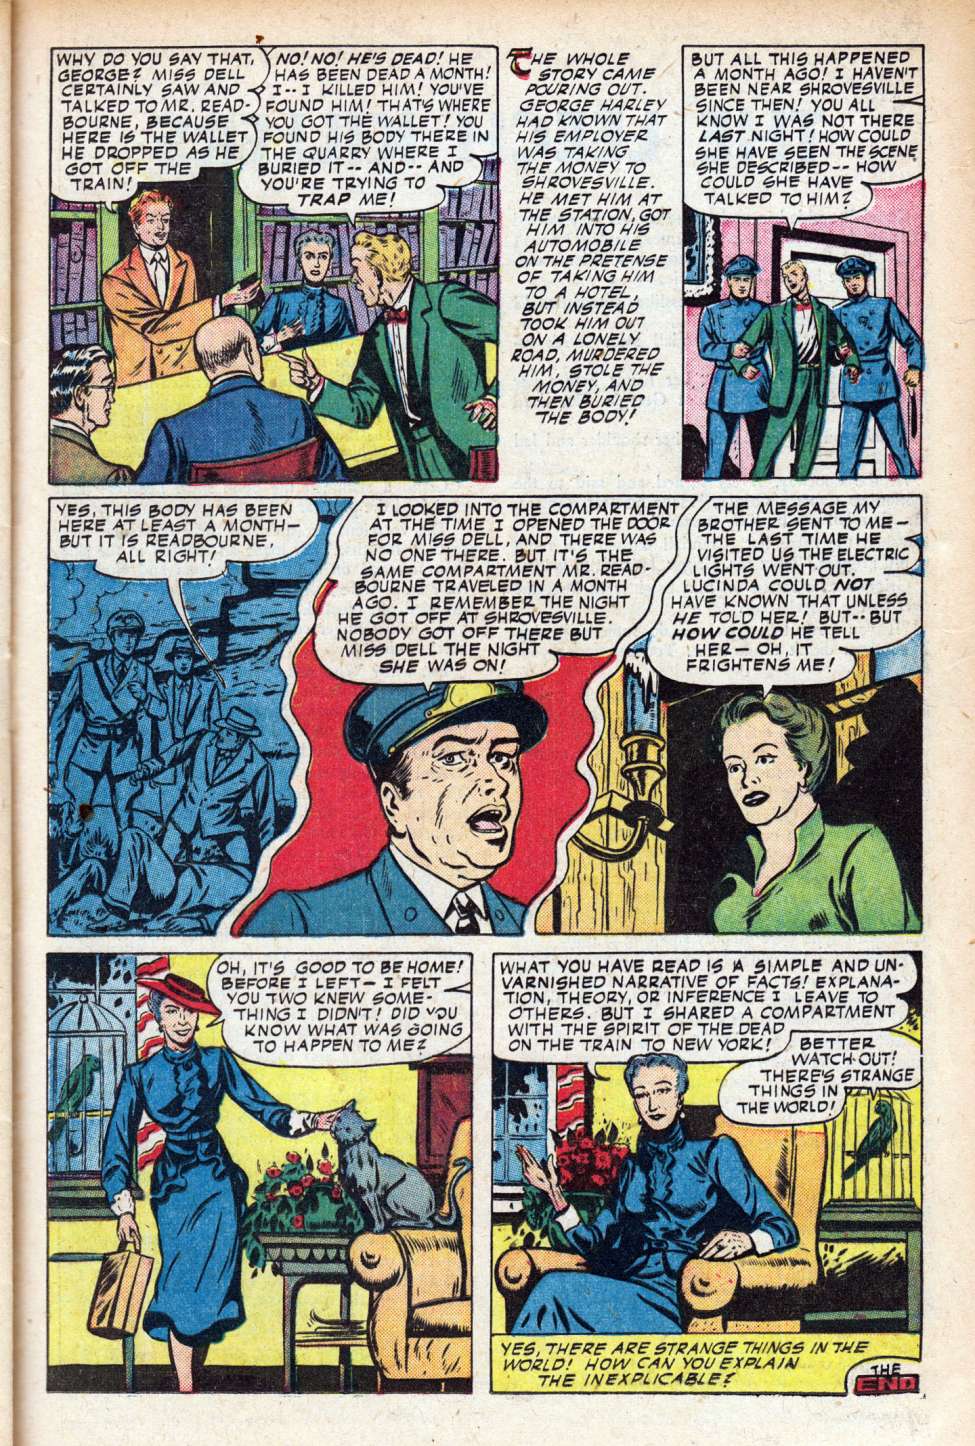 WHY DO YOU SAY THAT,
GEORGE? MISS DELL
CERTAINLY SAW AND
TALKED TO MR. READ-
BOURNE, BECAUSE
HERE IS THE WALLET
HE DROPPED AS HE
GOT OFF THE
TRAIN!
NO! NO! HE'S DEAD! HE
HAS BEEN DEAD A MONTH!
I-- I KILLED HIM! YOU'VE
FOUND HIM! THAT'S WHERE
YOU GOT THE WALLET! YOU
FOUND HIS BODY THERE IN
THE QUARRY WHERE I
BURIED IT -- AND -- AND
YOU'RE TRYING TO
TRAP ME!
THE WHOLE
STORY CAME
POURING OUT.
GEORGE HARLEY
HAD KNOWN THAT
HIS EMPLOYER
WAS TAKING
THE MONEY TO
SHROVESVILLE.
HE MET HIM AT
THE STATION, GOT
HIM INTO HIS
AUTOMOBILE
ON THE PRETENSE
OF TAKING HIM
TO A HOTEL,
BUT INSTEAD
TOOK HIM OUT
ON A LONELY
ROAD, MURDERED
HIM, STOLE THE
MONEY, AND
THEN BURIED
THE BODY!
BUT ALL THIS HAPPENED
A MONTH AGO! I HAVEN'T
BEEN NEAR SHROVESVILLE
SINCE THEN! YOU ALL
KNOW I WAS NOT THERE
LAST NIGHT! HOW COULD
SHE HAVE SEEN THE SCENE
SHE DESCRIBED -- HOW
COULD SHE HAVE
TALKED TO HIM?
YES, THIS BODY HAS BEEN
HERE AT LEAST A MONTH—
BUT IT IS READBOURNE,
ALL RIGHT!
I LOOKED INTO THE COMPARTMENT
AT THE TIME I OPENED THE DOOR
FOR MISS DELL, AND THERE WAS
NO ONE THERE. BUT IT'S THE
SAME COMPARTMENT MR. READ-
BOURNE TRAVELED IN A MONTH
AGO. I REMEMBER THE NIGHT
HE GOT OFF AT SHROVESVILLE.
NOBODY GOT OFF THERE BUT
MISS DELL THE NIGHT
SHE WAS ON!
THE MESSAGE MY
BROTHER SENT TO ME—
THE LAST TIME HE
VISITED US THE ELECTRIC
LIGHTS WENT OUT.
LUCINDA COULD NOT
HAVE KNOWN THAT UNLESS
HE TOLD HER! BUT -- BUT
HOW COULD HE TELL
HER — OH, IT
FRIGHTENS ME!
OH, IT'S GOOD TO BE HOME!
BEFORE I LEFT — I FELT
YOU TWO KNEW SOME-
THING I DIDN'T! DID YOU
KNOW WHAT WAS GOING
TO HAPPEN TO ME?
WHAT YOU HAVE READ IS A SIMPLE AND UN-
VARNISHED NARRATIVE OF FACTS! EXPLANA-
TION, THEORY, OR INFERENCE I LEAVE TO
OTHERS. BUT I SHARED A COMPARTMENT
WITH THE SPIRIT OF THE DEAD
ON THE TRAIN TO NEW YORK!
BETTER
WATCH OUT!
THERE'S STRANGE
THINGS IN
THE WORLD!
YES, THERE ARE STRANGE THINGS IN THE
WORLD! HOW CAN YOU EXPLAIN
THE INEXPLICABLE?
THE
END